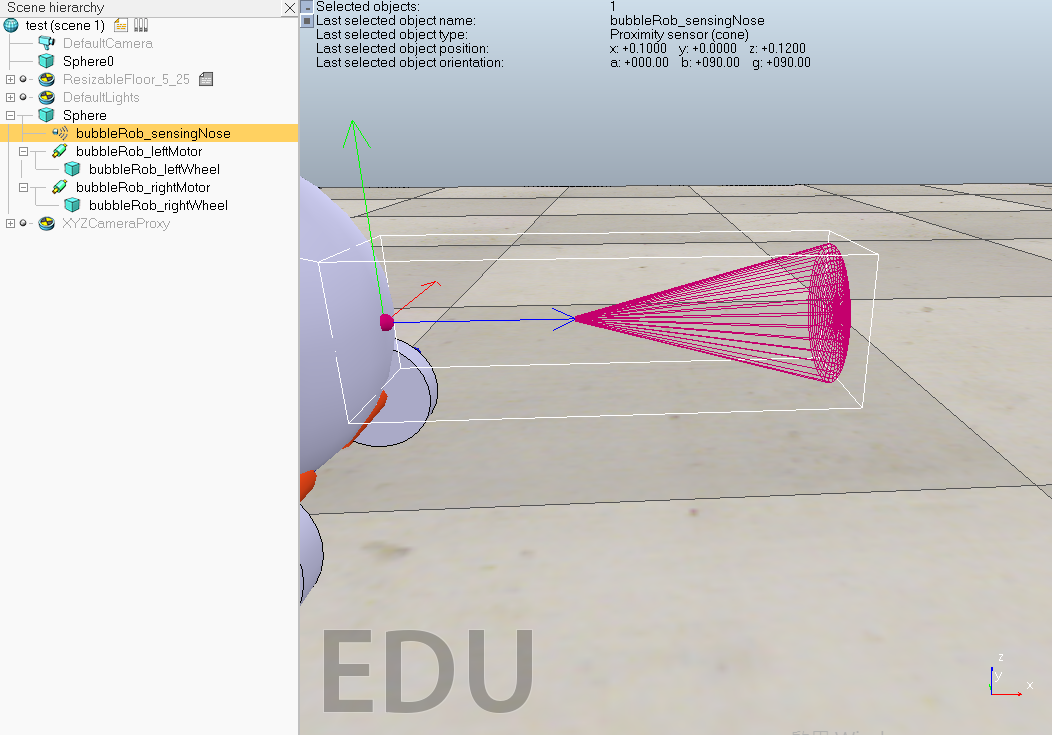 Scene hierarchy
test (scene 1)
DefaultCamera
Sphere0
ResizableFloor_5_25
DefaultLights
Sphere
bubbleRob_sensingNose
bubbleRob_leftMotor
bubbleRob_leftWheel
bubbleRob_rightMotor
bubbleRob_rightWheel
XYZCameraProxy
Selected objects: 1
Last selected object name: bubbleRob_sensingNose
Last selected object type: Proximity sensor (cone)
Last selected object position: x: +0.1000 y: +0.0000 z: +0.1200
Last selected object orientation: a: +000.00 b: +090.00 g: +090.00
EDU
z
y
x